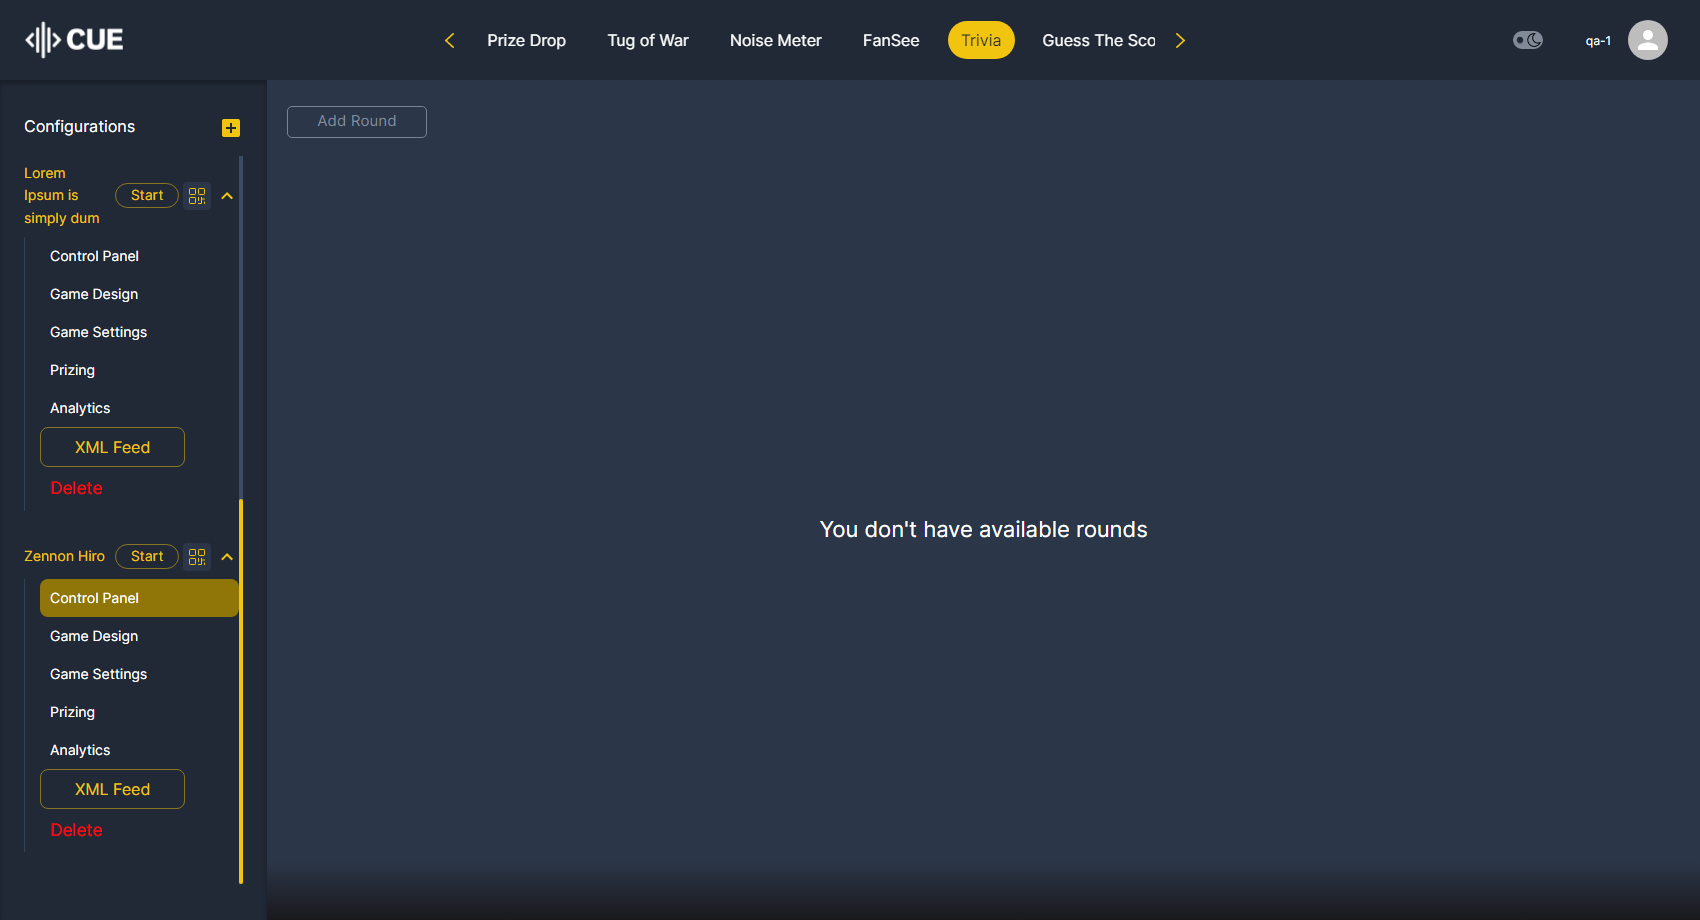 CUE
Prize Drop
Tug of War
Noise Meter
FanSee
Trivia
Guess The Sco
qa-1
Configurations
Add Round
Lorem
Ipsum is
simply dum
Start
Control Panel
Game Design
Game Settings
Prizing
Analytics
XML Feed
Delete
Zennon Hiro
Start
Control Panel
Game Design
Game Settings
Prizing
Analytics
XML Feed
Delete
You don't have available rounds